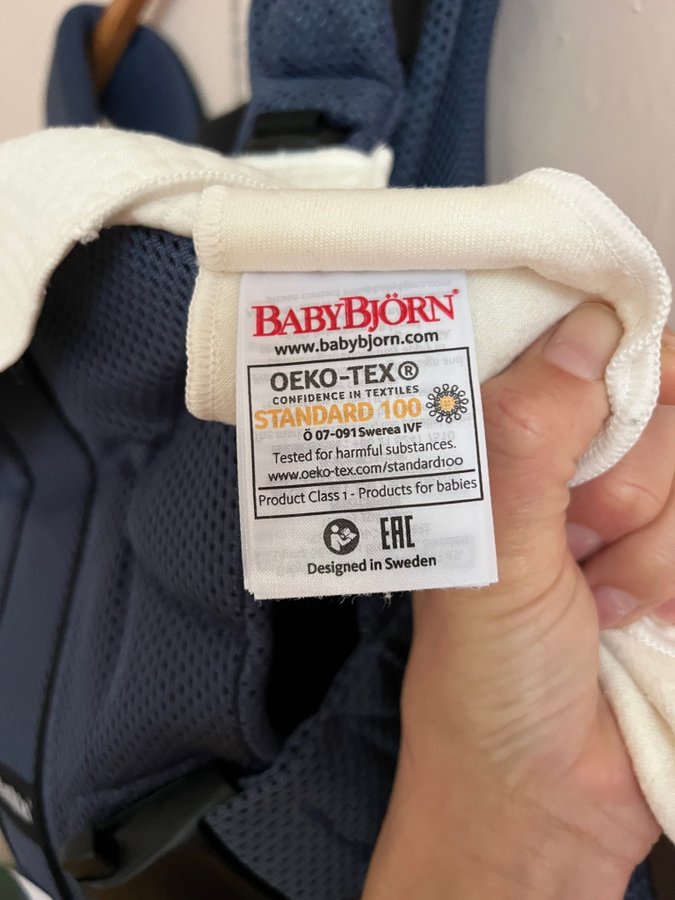 BABYBJÖRN®
www.babybjorn.com
OEKO-TEX®
CONFIDENCE IN TEXTILES
STANDARD 100
Ö 07-091 Swerea IVF
Tested for harmful substances.
www.oeko-tex.com/standard100
Product Class 1 - Products for babies
EAC
Designed in Sweden